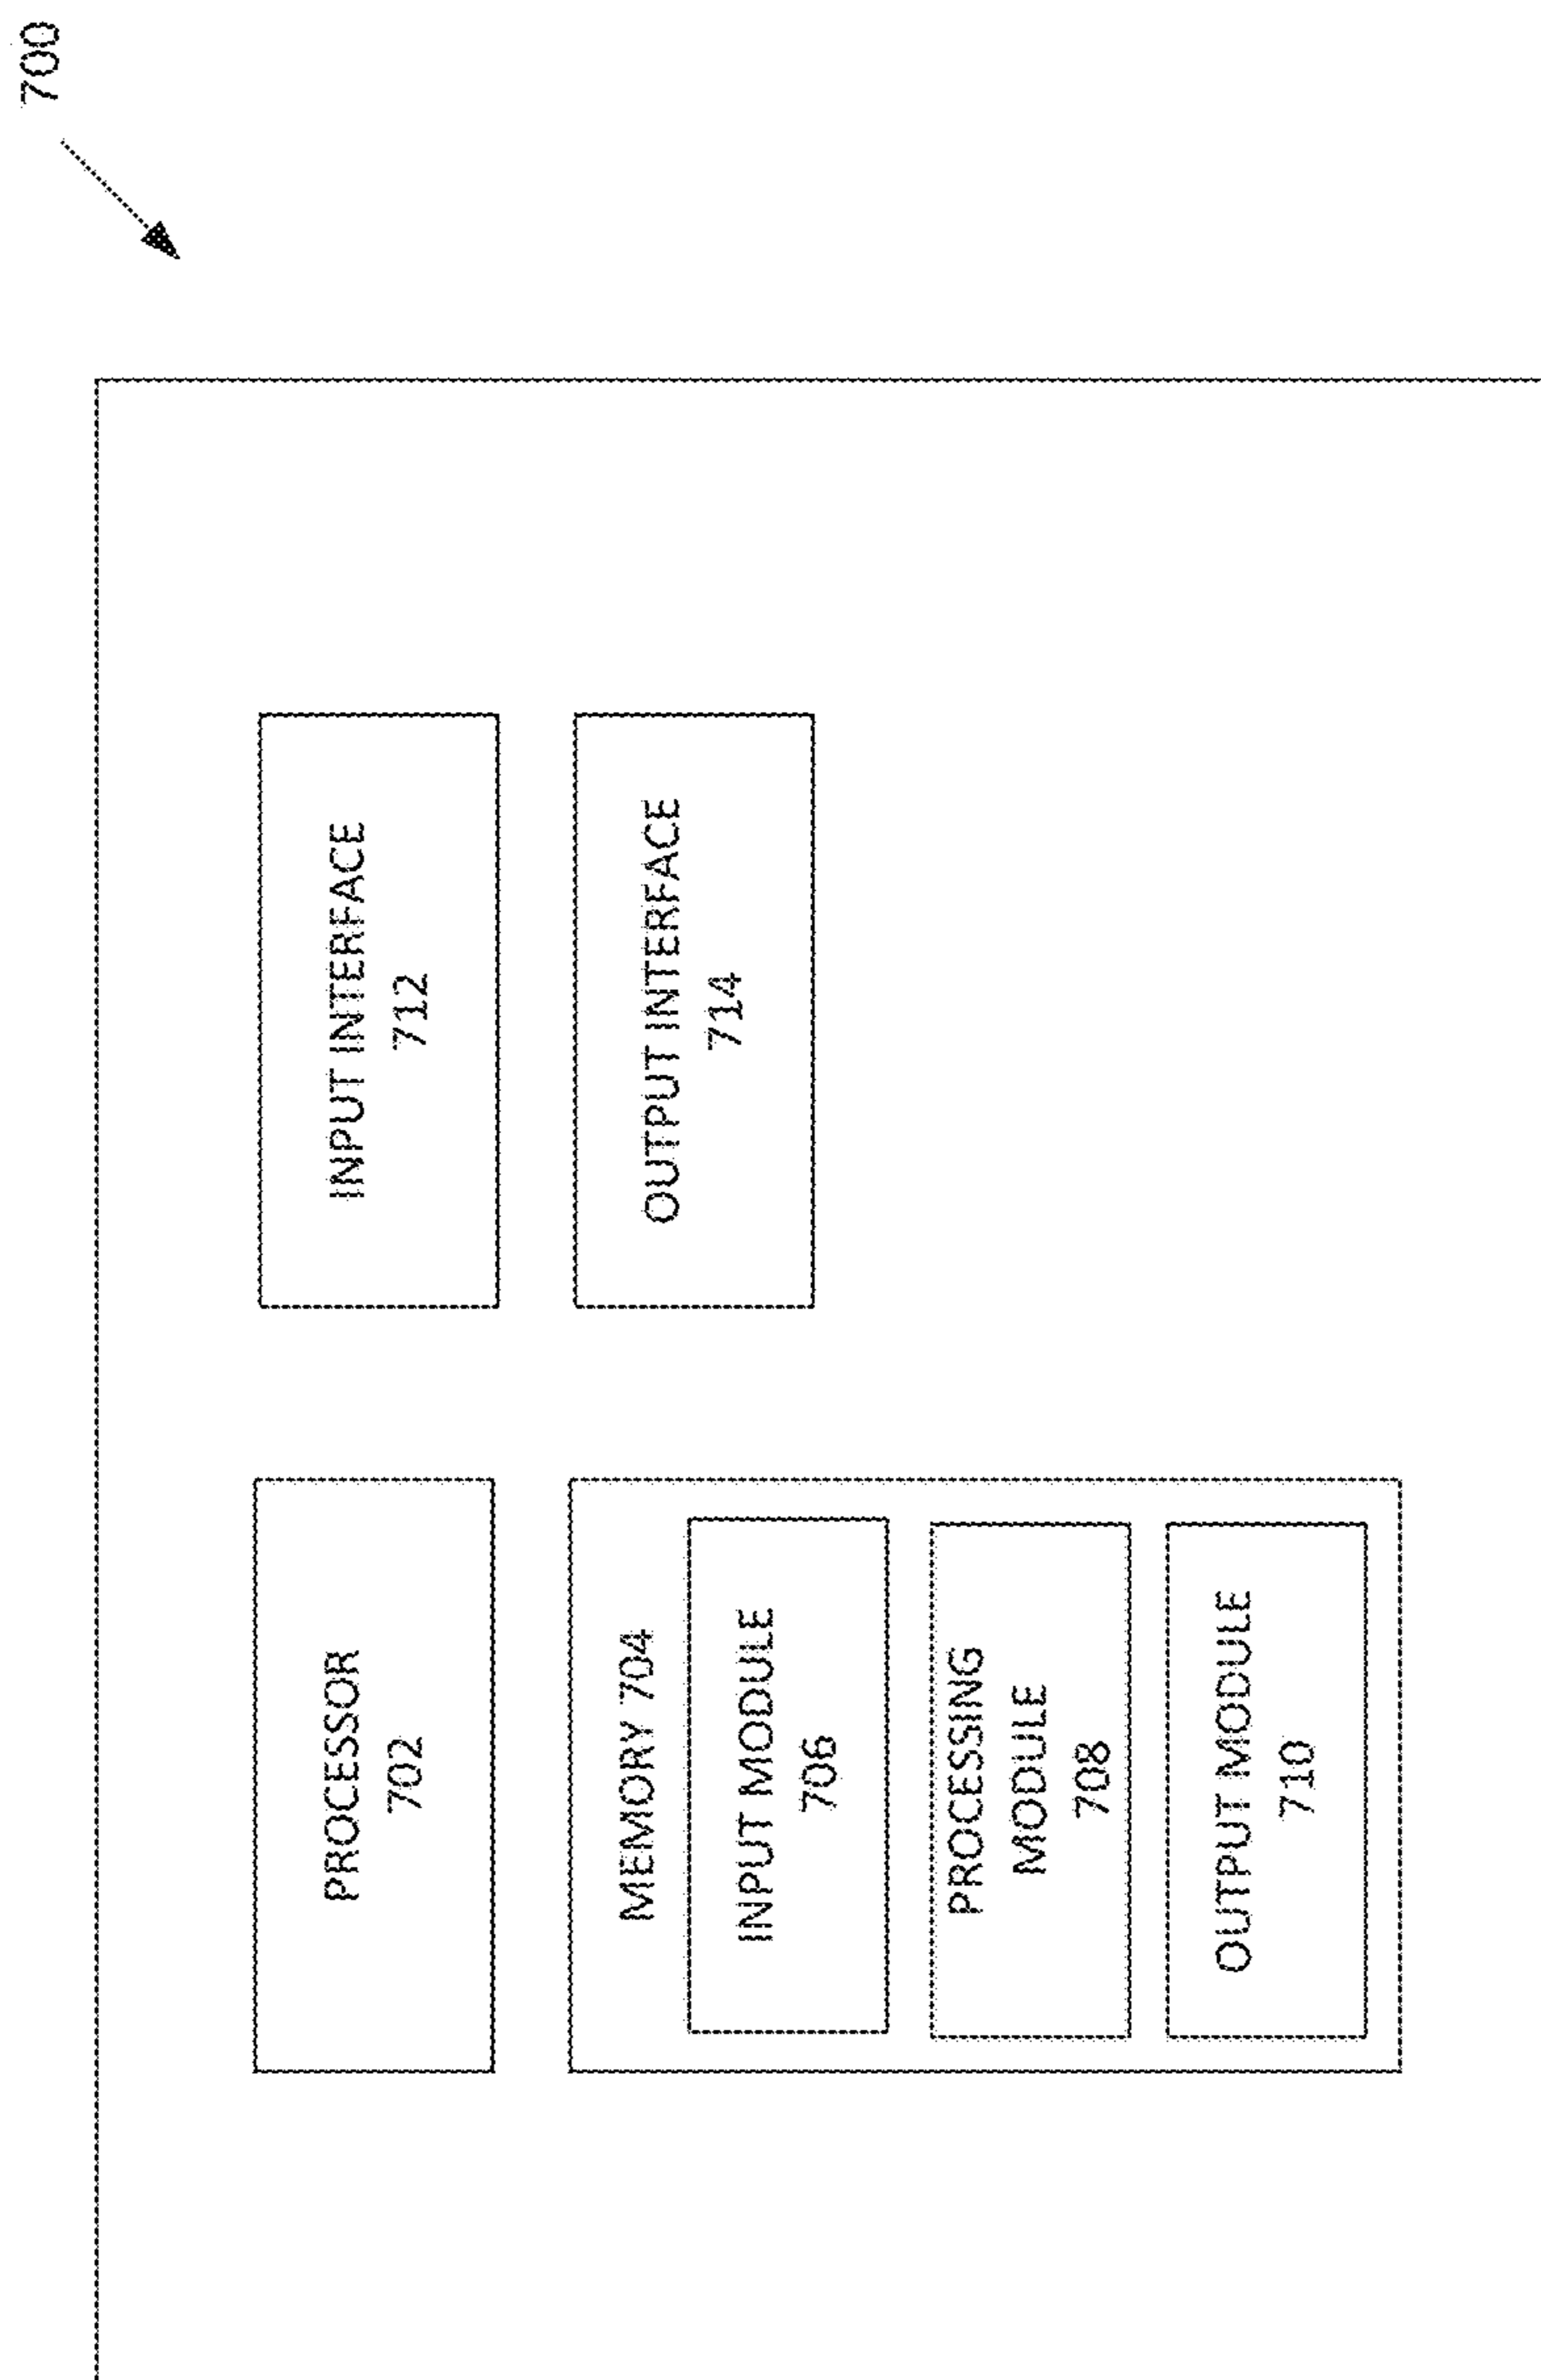 700
PROCESSOR
702
INPUT INTERFACE
712
MEMORY 704
INPUT MODULE
706
PROCESSING
MODULE
708
OUTPUT MODULE
710
OUTPUT INTERFACE
714